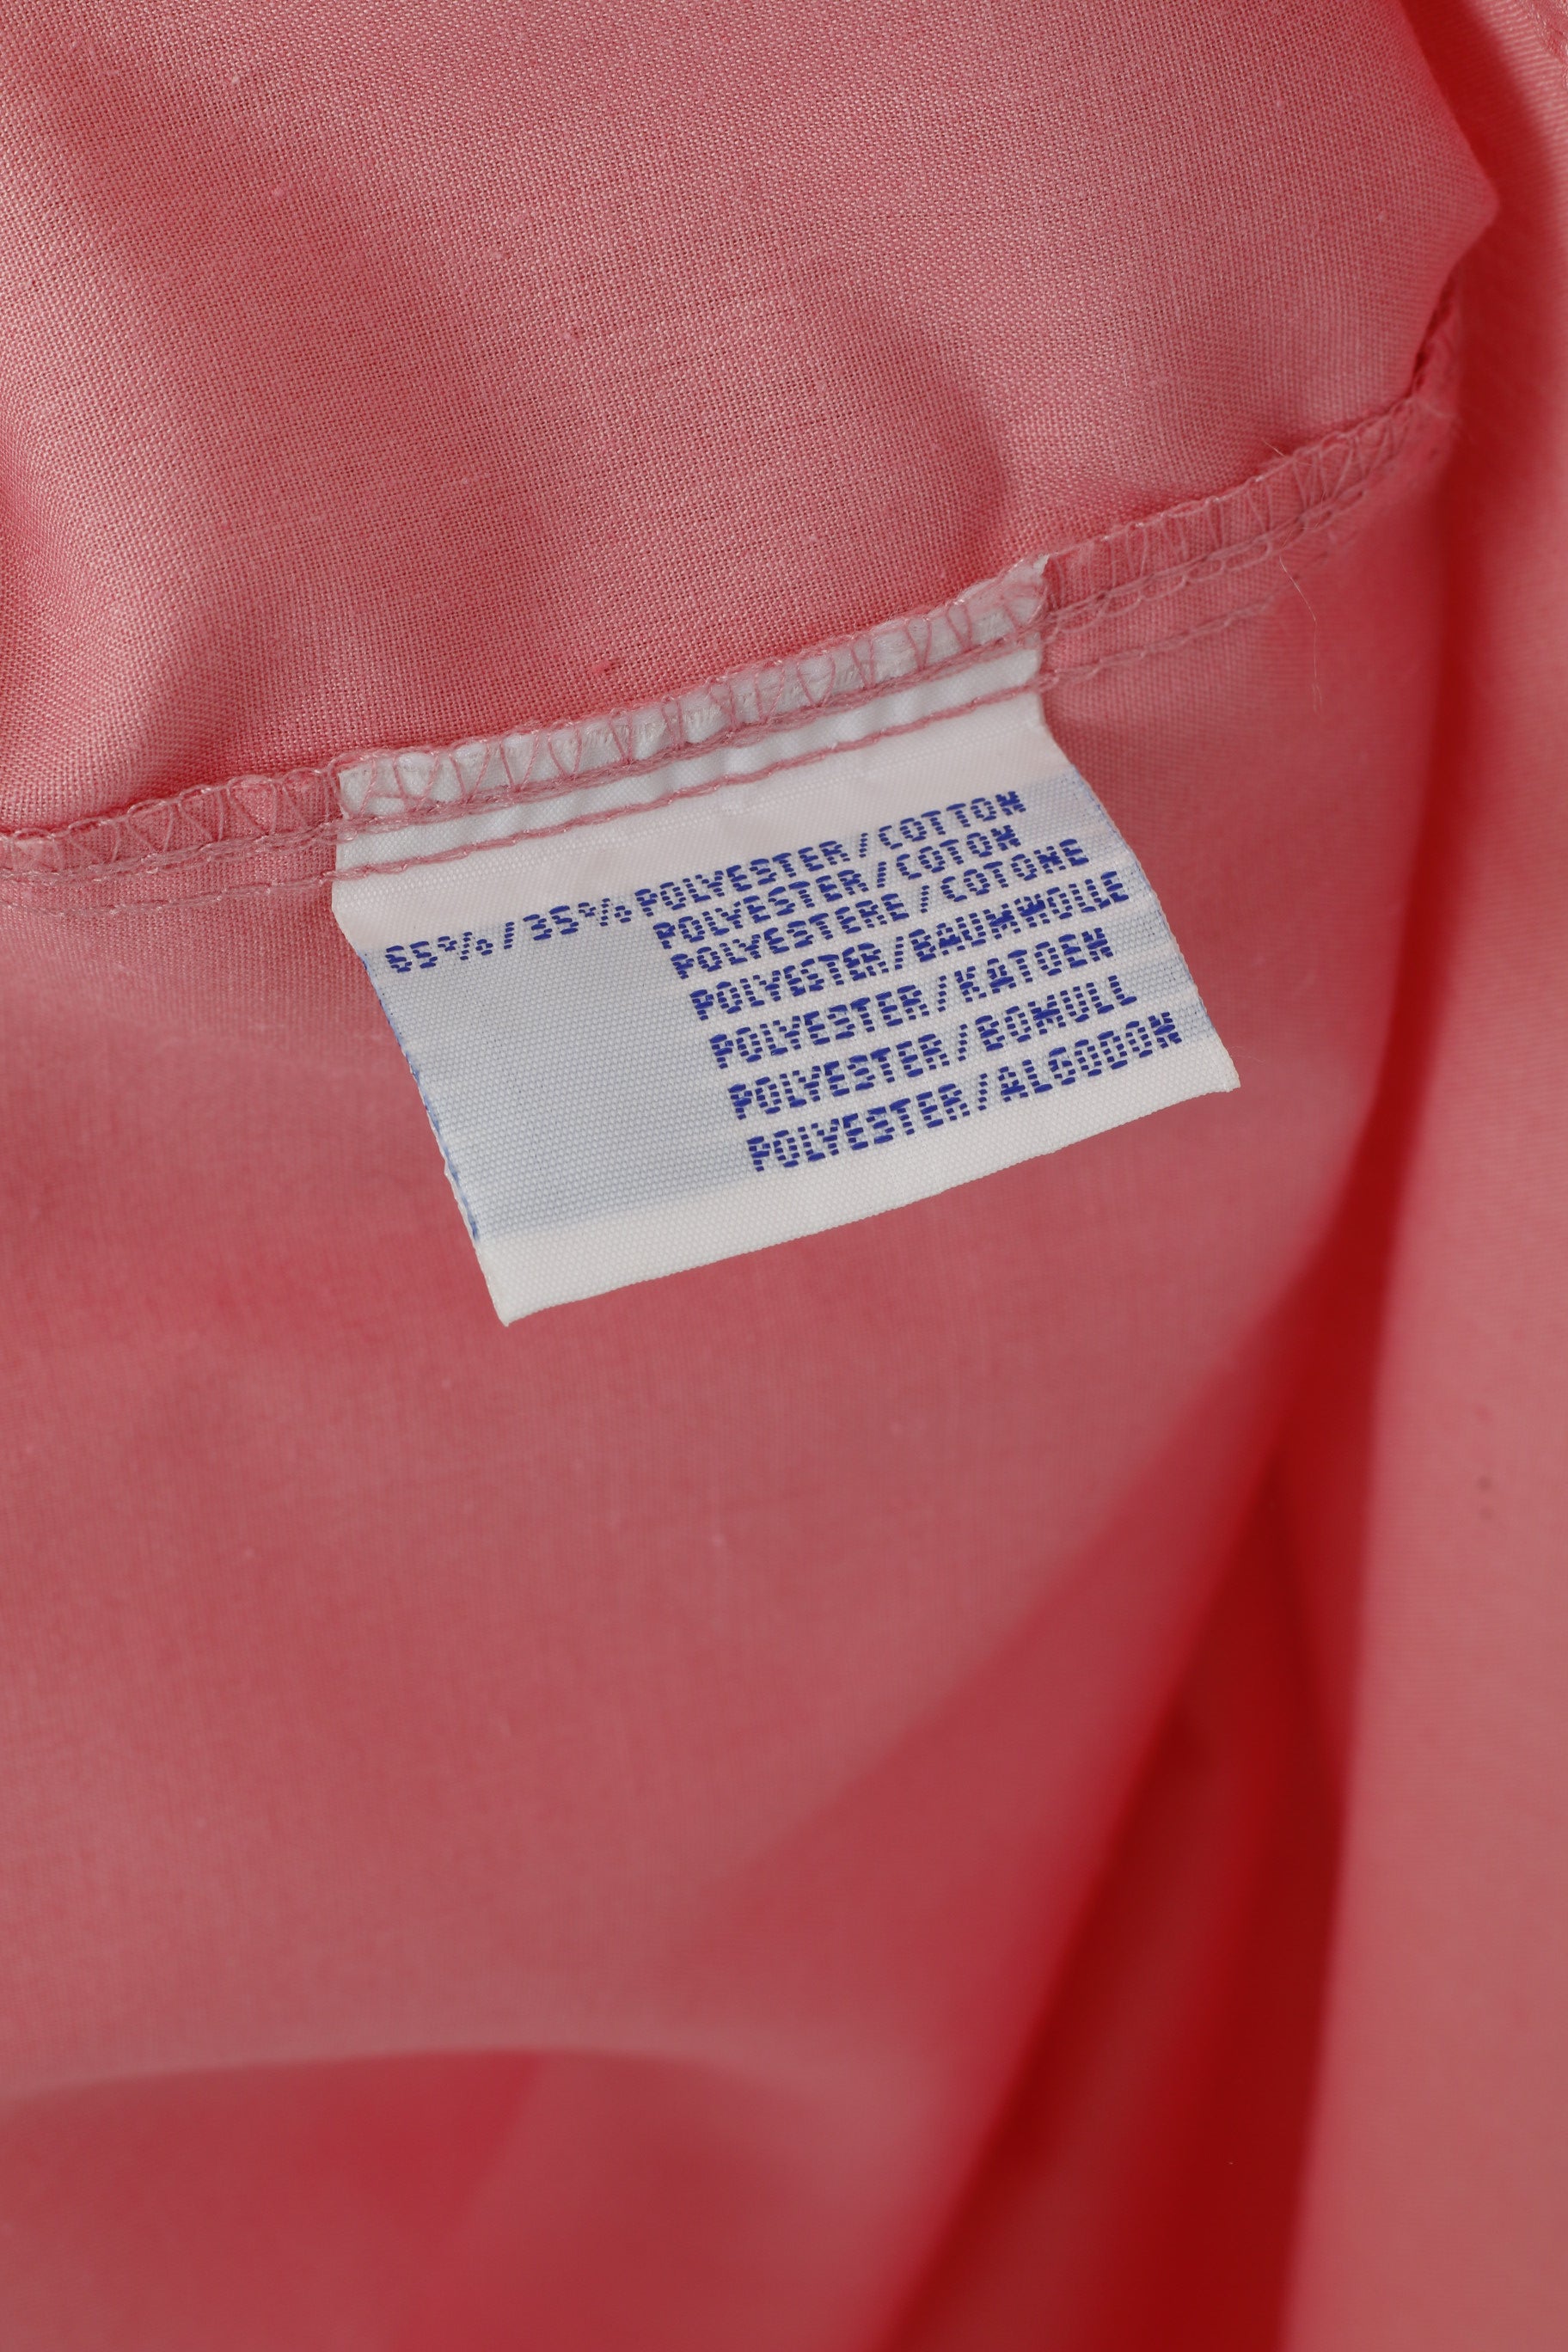 65%/35% POLYESTER/COTTON
POLYESTER/COTON
POLYESTERE/COTONE
POLYESTER/BAUMWOLLE
POLYESTER/KATOEN
POLYESTER/BOMULL
POLYESTER/ALGODON